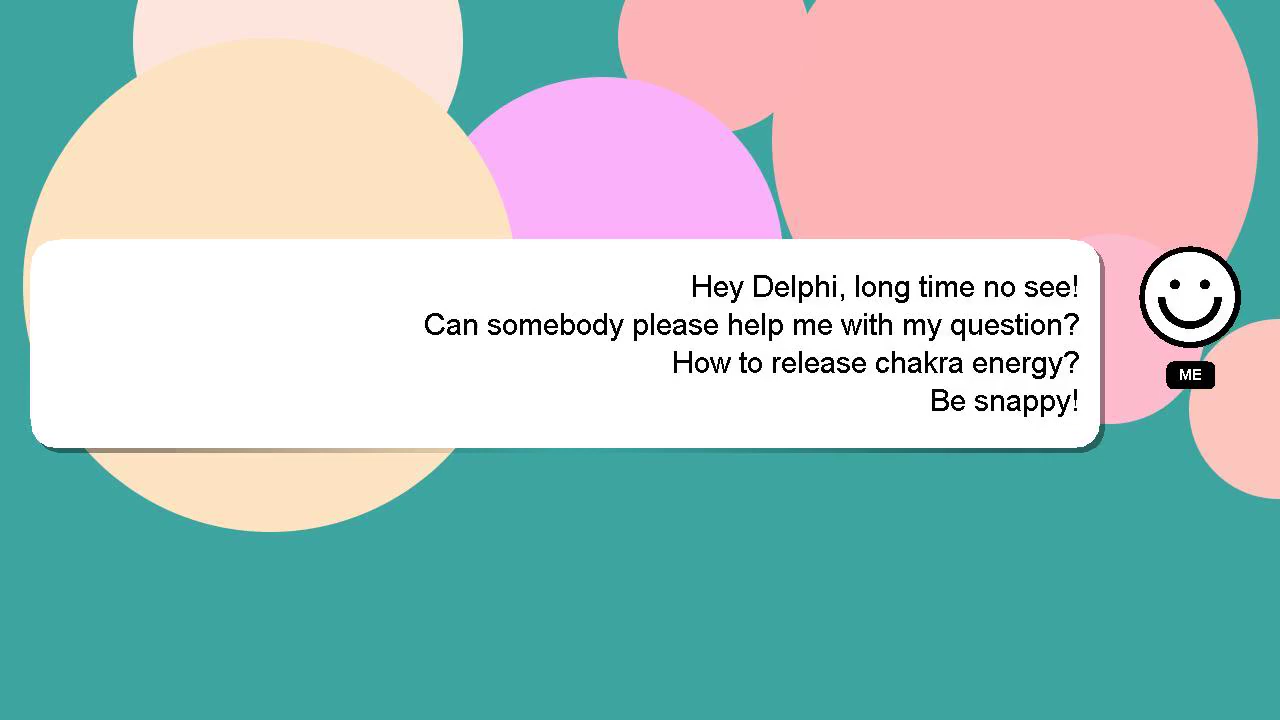 Hey Delphi, long time no see!
Can somebody please help me with my question?
How to release chakra energy?
Be snappy!
ME